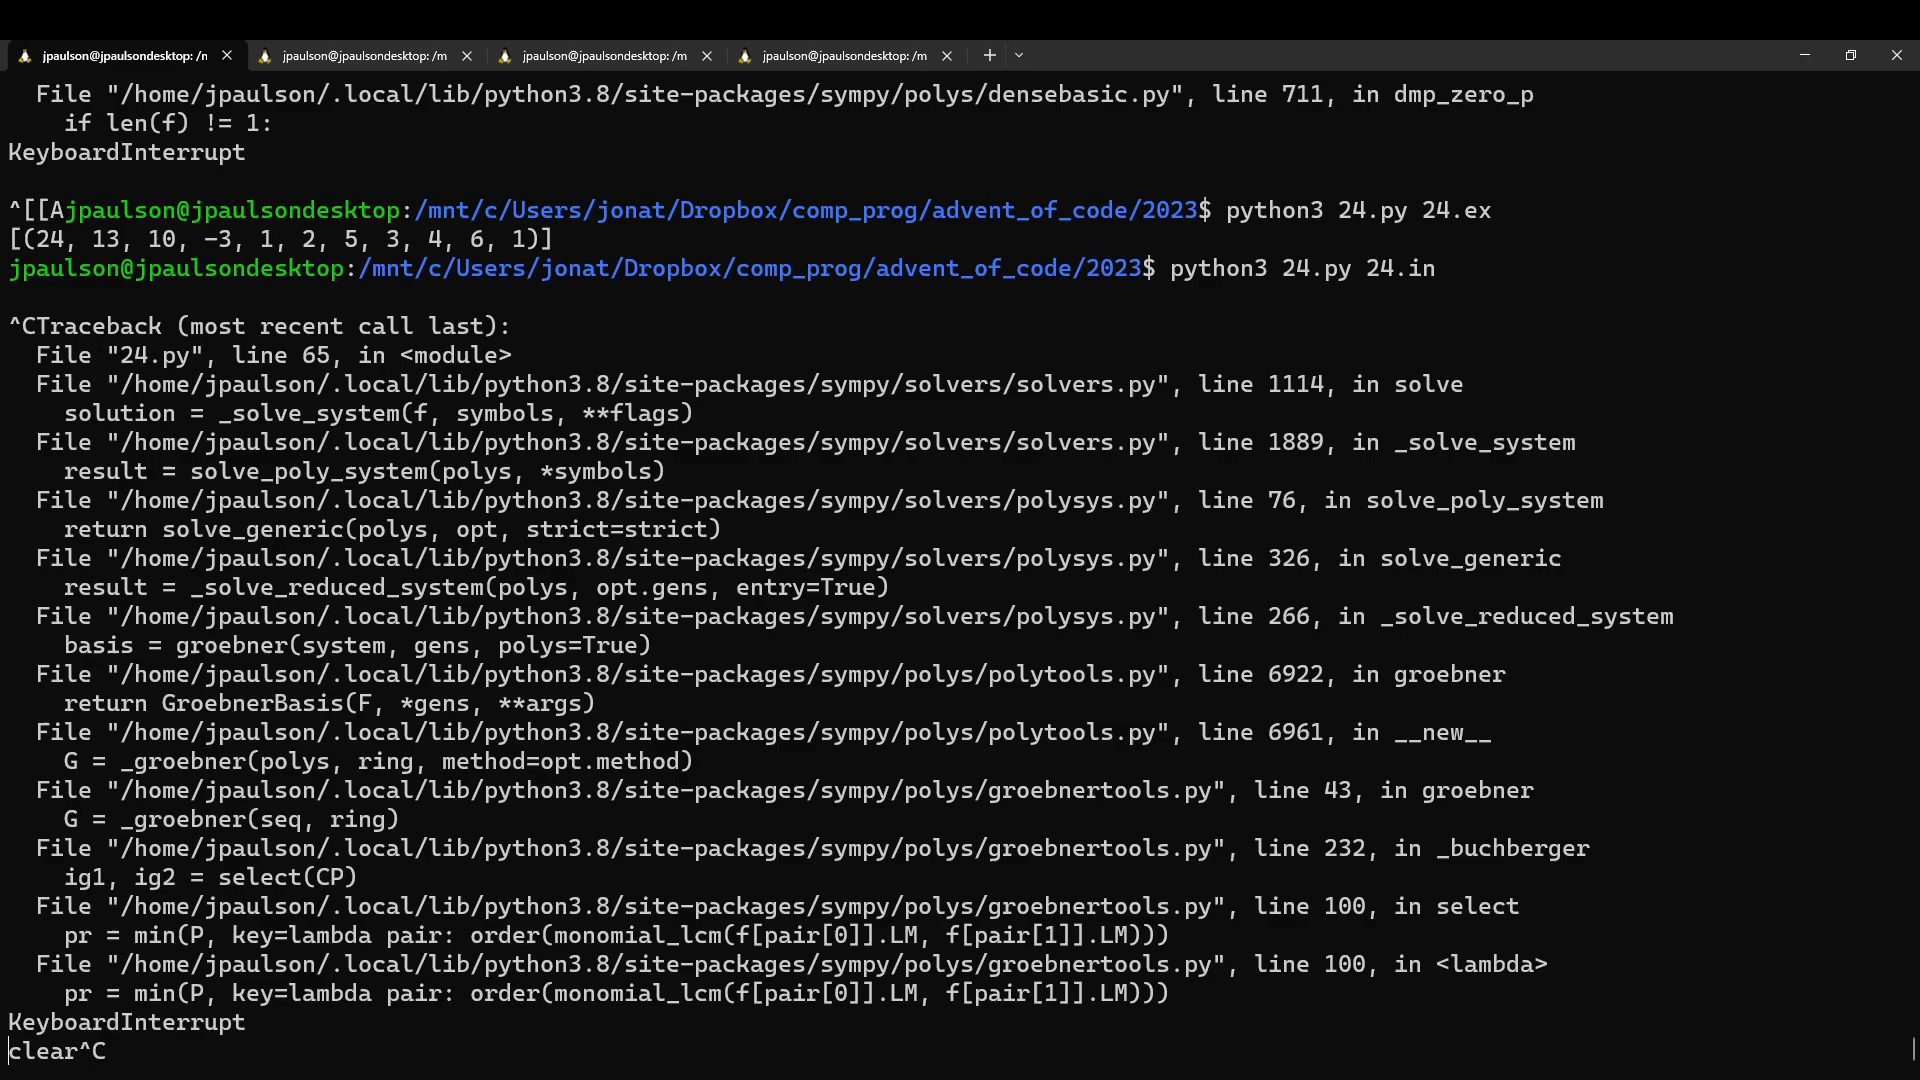 jpaulson@jpaulsondesktop: /n
jpaulson@jpaulsondesktop: /m
jpaulson@jpaulsondesktop: /m
jpaulson@jpaulsondesktop: /m
  File "/home/jpaulson/.local/lib/python3.8/site-packages/sympy/polys/densebasic.py", line 711, in dmp_zero_p
    if len(f) != 1:
KeyboardInterrupt
^[[Ajpaulson@jpaulsondesktop:/mnt/c/Users/jonat/Dropbox/comp_prog/advent_of_code/2023$ python3 24.py 24.ex
[(24, 13, 10, -3, 1, 2, 5, 3, 4, 6, 1)]
jpaulson@jpaulsondesktop:/mnt/c/Users/jonat/Dropbox/comp_prog/advent_of_code/2023$ python3 24.py 24.in
^CTraceback (most recent call last):
  File "24.py", line 65, in <module>
  File "/home/jpaulson/.local/lib/python3.8/site-packages/sympy/solvers/solvers.py", line 1114, in solve
    solution = _solve_system(f, symbols, **flags)
  File "/home/jpaulson/.local/lib/python3.8/site-packages/sympy/solvers/solvers.py", line 1889, in _solve_system
    result = solve_poly_system(polys, *symbols)
  File "/home/jpaulson/.local/lib/python3.8/site-packages/sympy/solvers/polysys.py", line 76, in solve_poly_system
    return solve_generic(polys, opt, strict=strict)
  File "/home/jpaulson/.local/lib/python3.8/site-packages/sympy/solvers/polysys.py", line 326, in solve_generic
    result = _solve_reduced_system(polys, opt.gens, entry=True)
  File "/home/jpaulson/.local/lib/python3.8/site-packages/sympy/solvers/polysys.py", line 266, in _solve_reduced_system
    basis = groebner(system, gens, polys=True)
  File "/home/jpaulson/.local/lib/python3.8/site-packages/sympy/polys/polytools.py", line 6922, in groebner
    return GroebnerBasis(F, *gens, **args)
  File "/home/jpaulson/.local/lib/python3.8/site-packages/sympy/polys/polytools.py", line 6961, in __new__
    G = _groebner(polys, ring, method=opt.method)
  File "/home/jpaulson/.local/lib/python3.8/site-packages/sympy/polys/groebnertools.py", line 43, in groebner
    G = _groebner(seq, ring)
  File "/home/jpaulson/.local/lib/python3.8/site-packages/sympy/polys/groebnertools.py", line 232, in _buchberger
    ig1, ig2 = select(CP)
  File "/home/jpaulson/.local/lib/python3.8/site-packages/sympy/polys/groebnertools.py", line 100, in select
    pr = min(P, key=lambda pair: order(monomial_lcm(f[pair[0]].LM, f[pair[1]].LM)))
  File "/home/jpaulson/.local/lib/python3.8/site-packages/sympy/polys/groebnertools.py", line 100, in <lambda>
    pr = min(P, key=lambda pair: order(monomial_lcm(f[pair[0]].LM, f[pair[1]].LM)))
KeyboardInterrupt
clear^C